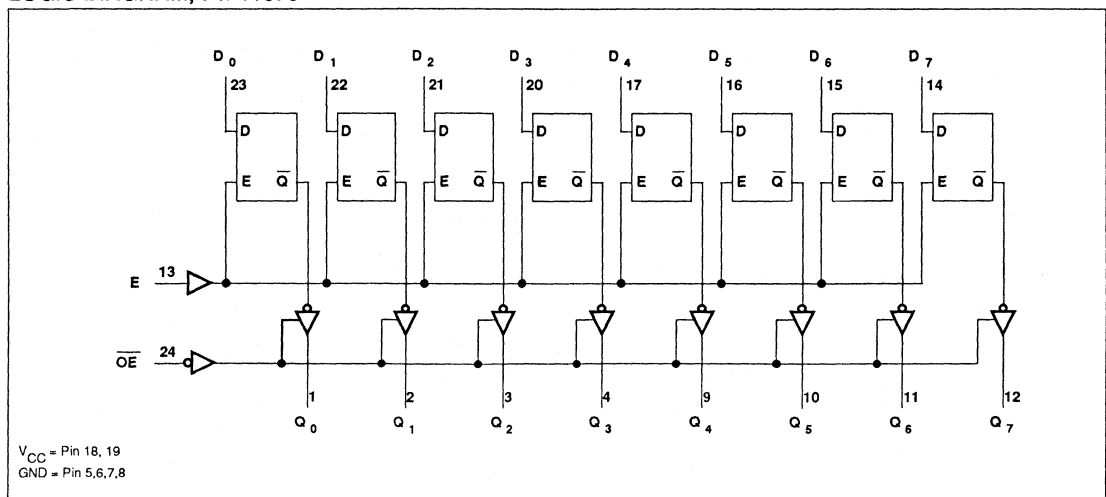 D0 D1 D2 D3 D4 D5 D6 D7
23 22 21 20 17 16 15 14
D D D D D D D D
E Q̅ E Q̅ E Q̅ E Q̅ E Q̅ E Q̅ E Q̅ E Q̅
E 13
O̅E̅ 24
1 2 3 4 9 10 11 12
Q0 Q1 Q2 Q3 Q4 Q5 Q6 Q7
VCC = Pin 18, 19
GND = Pin 5,6,7,8